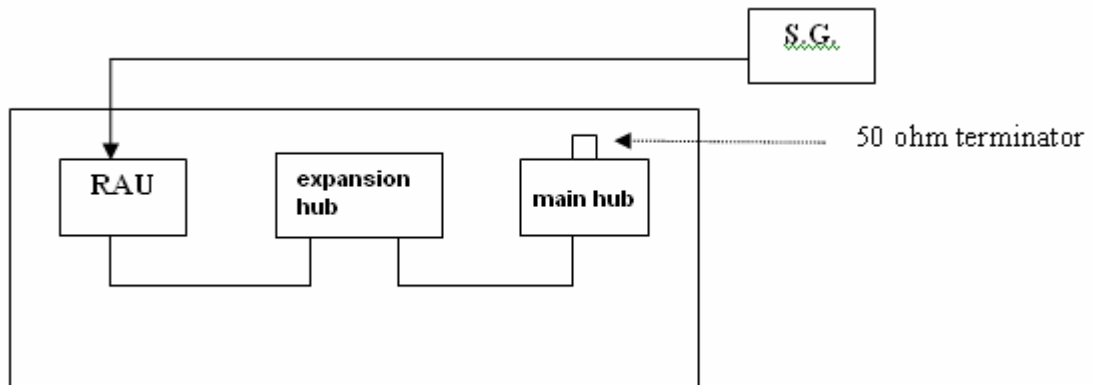 S.G.
50 ohm terminator
RAU
expansion
hub
main hub